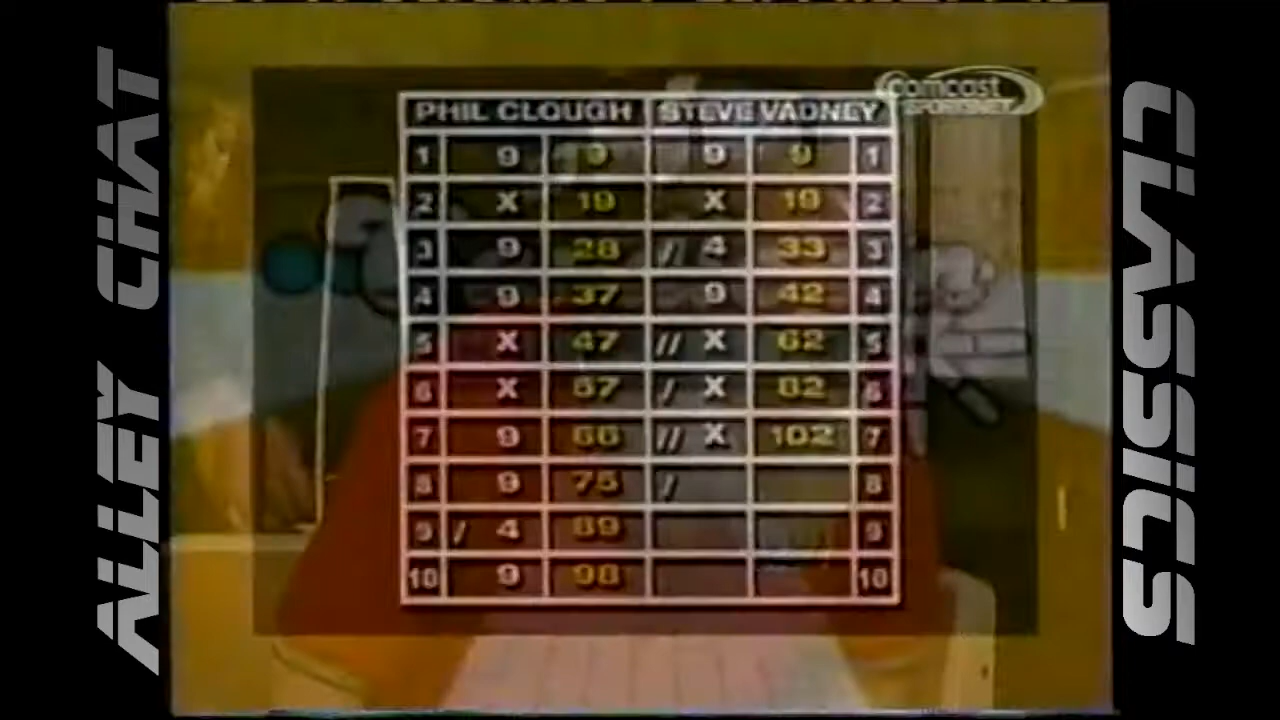 ALLEY CHAT
CLASSICS
comcast
SPORTSNET
PHIL CLOUGH STEVE VADNEY
1 9 9 9 9 1
2 X 19 X 19 2
3 9 28 / 4 33 3
4 9 37 9 42 4
5 X 47 // X 62 5
6 X 57 / X 82 6
7 9 66 // X 102 7
8 9 75 / 8
9 / 4 89 9
10 9 98 10